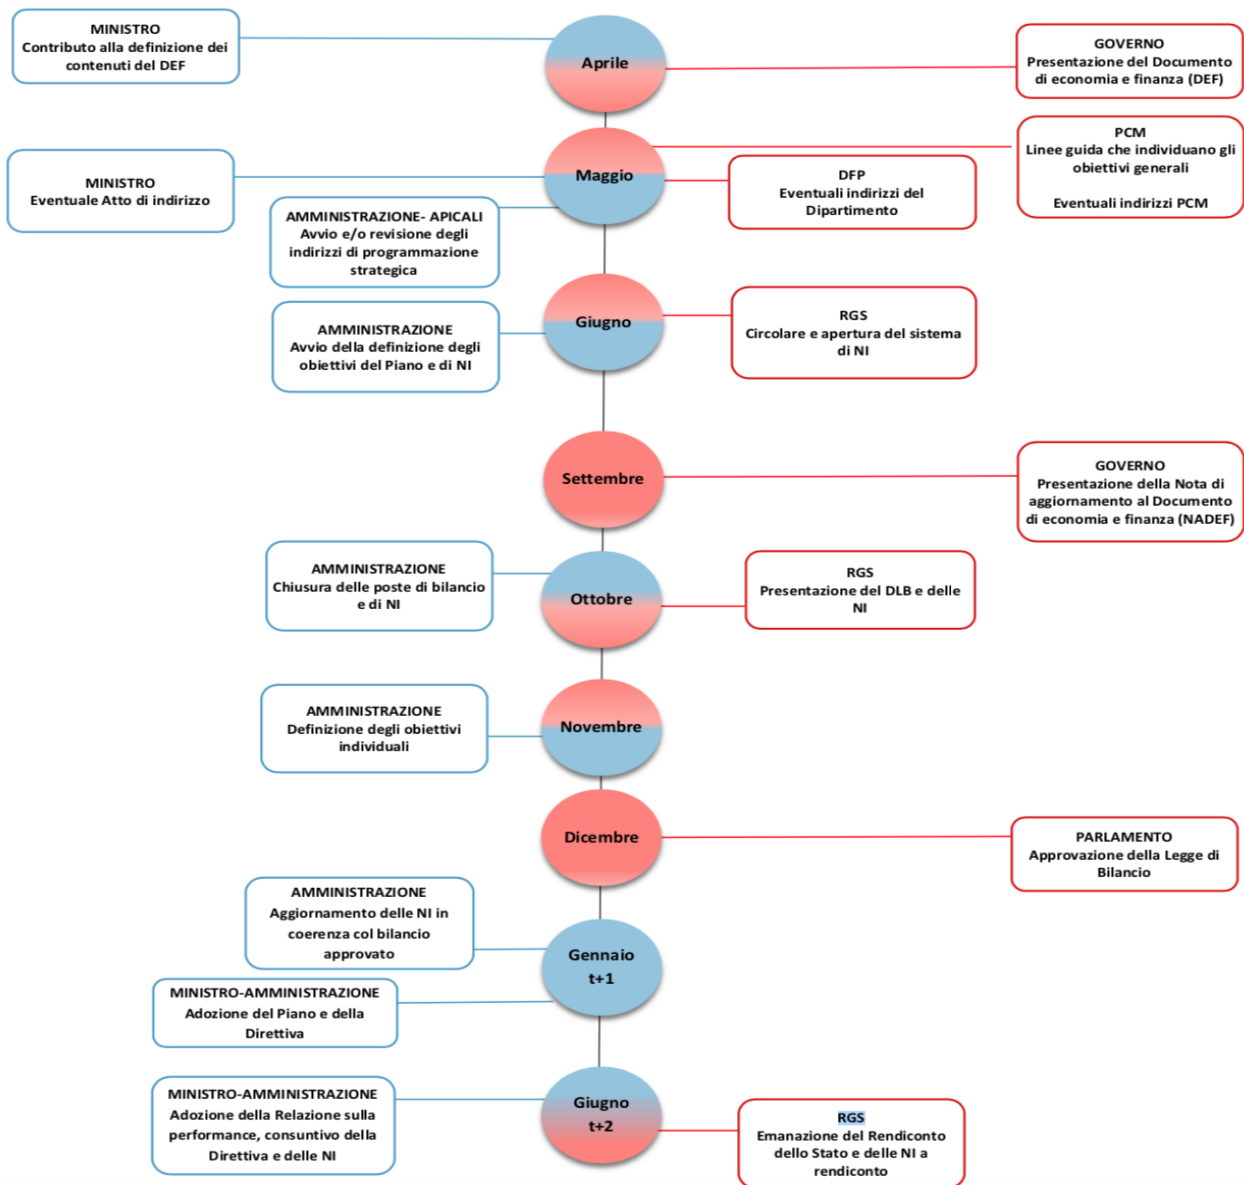 MINISTRO
Contributo alla definizione dei
contenuti del DEF
Aprile
GOVERNO
Presentazione del Documento
di economia e finanza (DEF)
MINISTRO
Eventuale Atto di indirizzo
AMMINISTRAZIONE- APICALI
Avvio e/o revisione degli
indirizzi di programmazione
strategica
Maggio
DFP
Eventuali indirizzi del
Dipartimento
PCM
Linee guida che individuano gli
obiettivi generali
Eventuali indirizzi PCM
AMMINISTRAZIONE
Avvio della definizione degli
obiettivi del Piano e di NI
Giugno
RGS
Circolare e apertura del sistema
di NI
Settembre
GOVERNO
Presentazione della Nota di
aggiornamento al Documento
di economia e finanza (NADEF)
AMMINISTRAZIONE
Chiusura delle poste di bilancio
e di NI
Ottobre
RGS
Presentazione del DLB e delle
NI
AMMINISTRAZIONE
Definizione degli obiettivi
individuali
Novembre
Dicembre
PARLAMENTO
Approvazione della Legge di
Bilancio
AMMINISTRAZIONE
Aggiornamento delle NI in
coerenza col bilancio
approvato
Gennaio
t+1
MINISTRO-AMMINISTRAZIONE
Adozione del Piano e della
Direttiva
MINISTRO-AMMINISTRAZIONE
Adozione della Relazione sulla
performance, consuntivo della
Direttiva e delle NI
Giugno
t+2
RGS
Emanazione del Rendiconto
dello Stato e delle NI a
rendiconto